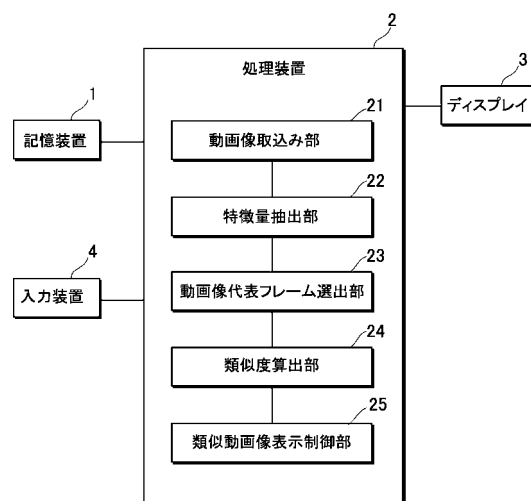 2
処理装置
3
ディスプレイ
1
記憶装置
21
動画像取込み部
22
特徴量抽出部
4
入力装置
23
動画像代表フレーム選出部
24
類似度算出部
25
類似動画像表示制御部